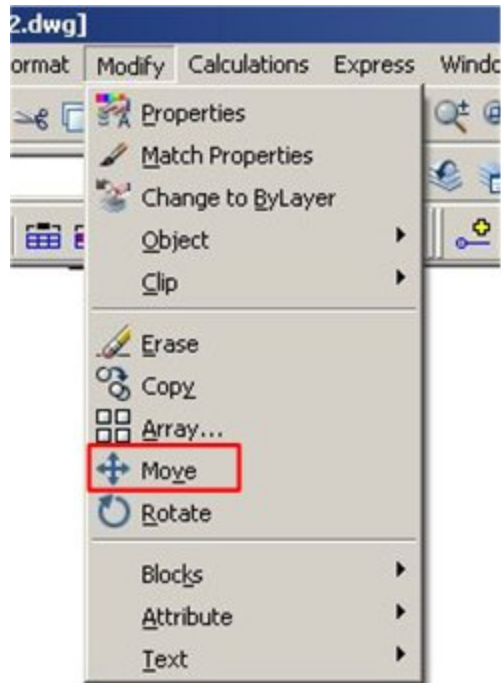 2.dwg]
ormat Modify Calculations Express Windo
Properties
Match Properties
Change to ByLayer
Object
Clip
Erase
Copy
Array...
Move
Rotate
Blocks
Attribute
Text